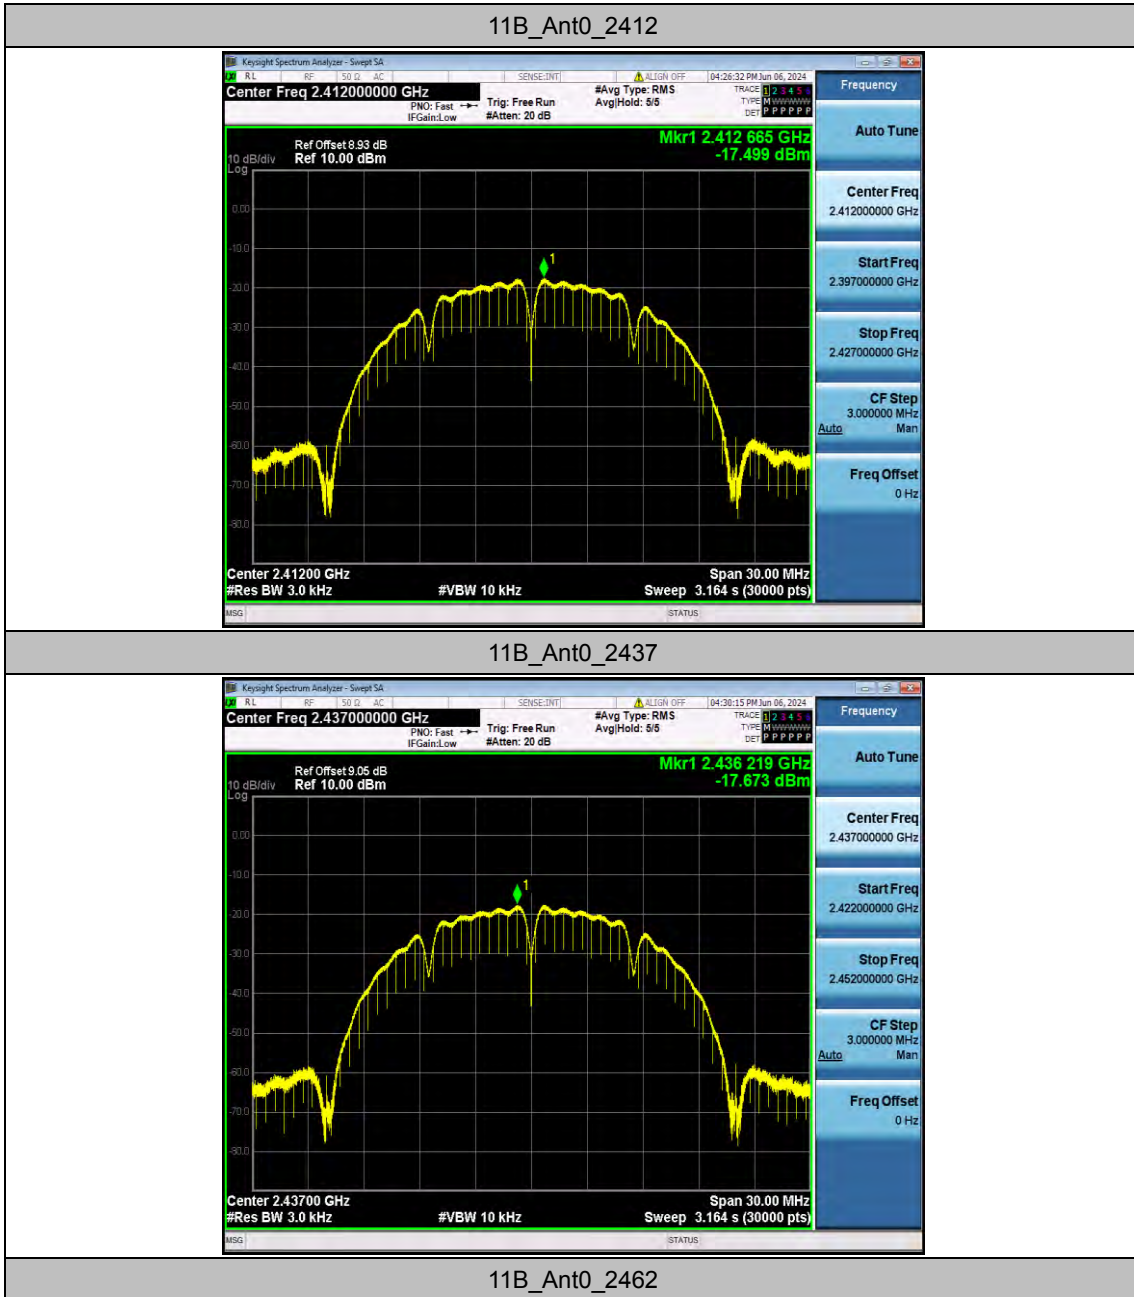 11B_Ant0_2412
Keysight Spectrum Analyzer - Swept SA
RL RF 50 Ω AC SENSE:INT ALIGN OFF 04:26:32 PM Jun 06, 2024
Center Freq 2.412000000 GHz
PNO: Fast
IFGain:Low
Trig: Free Run
#Atten: 20 dB
#Avg Type: RMS
Avg|Hold: 5/5
TRACE 1 2 3 4 5 6
TYPE M WWWWW
DET P P P P P P
Frequency
Ref Offset 8.93 dB
10 dB/div Ref 10.00 dBm
Log
Mkr1 2.412 665 GHz
-17.499 dBm
0.00
-10.0
-20.0
-30.0
-40.0
-50.0
-60.0
-70.0
-80.0
1
Center 2.41200 GHz Span 30.00 MHz
#Res BW 3.0 kHz #VBW 10 kHz Sweep 3.164 s (30000 pts)
MSG STATUS
Auto Tune
Center Freq
2.412000000 GHz
Start Freq
2.397000000 GHz
Stop Freq
2.427000000 GHz
CF Step
3.000000 MHz
Auto Man
Freq Offset
0 Hz
11B_Ant0_2437
Keysight Spectrum Analyzer - Swept SA
RL RF 50 Ω AC SENSE:INT ALIGN OFF 04:30:15 PM Jun 06, 2024
Center Freq 2.437000000 GHz
PNO: Fast
IFGain:Low
Trig: Free Run
#Atten: 20 dB
#Avg Type: RMS
Avg|Hold: 5/5
TRACE 1 2 3 4 5 6
TYPE M WWWWW
DET P P P P P P
Frequency
Ref Offset 9.05 dB
10 dB/div Ref 10.00 dBm
Log
Mkr1 2.436 219 GHz
-17.673 dBm
0.00
-10.0
-20.0
-30.0
-40.0
-50.0
-60.0
-70.0
-80.0
1
Center 2.43700 GHz Span 30.00 MHz
#Res BW 3.0 kHz #VBW 10 kHz Sweep 3.164 s (30000 pts)
MSG STATUS
Auto Tune
Center Freq
2.437000000 GHz
Start Freq
2.422000000 GHz
Stop Freq
2.452000000 GHz
CF Step
3.000000 MHz
Auto Man
Freq Offset
0 Hz
11B_Ant0_2462